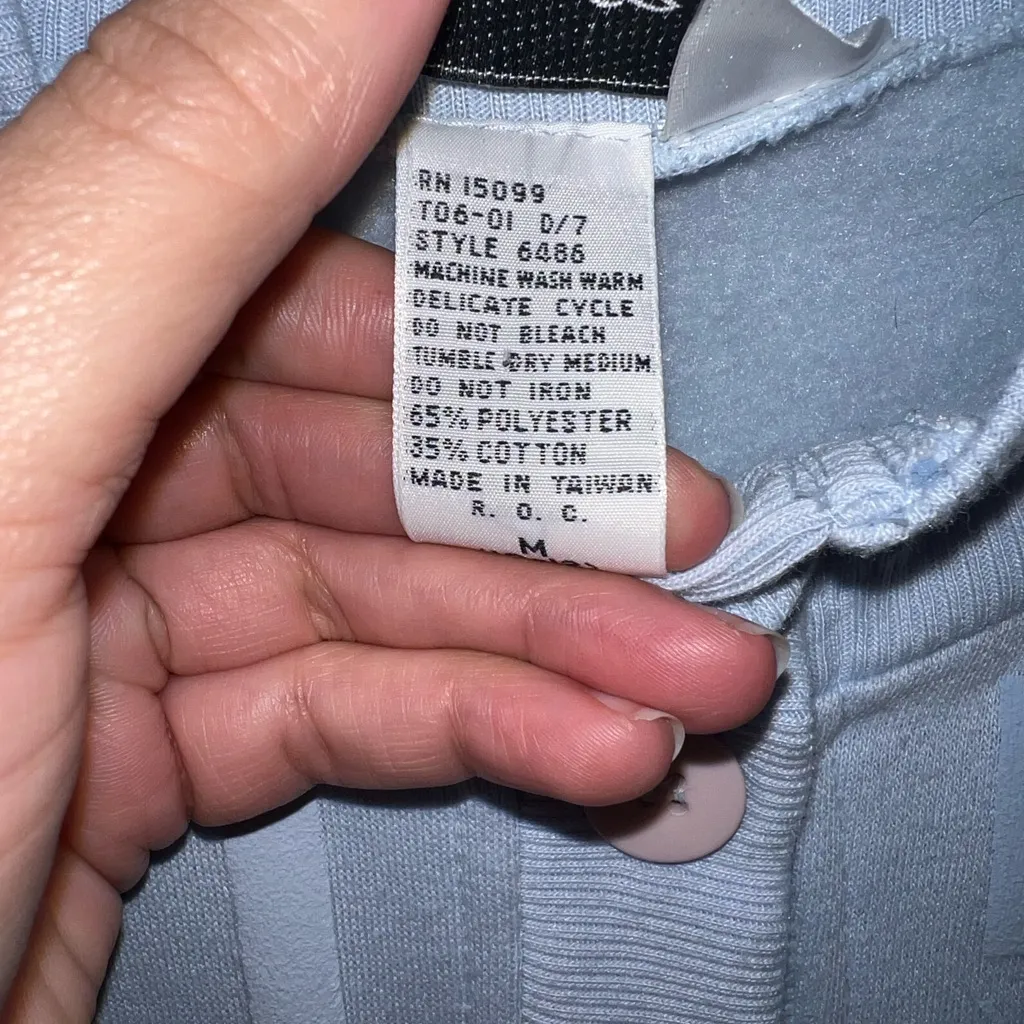 RN 15099
T06-01 D/7
STYLE 6486
MACHINE WASH WARM
DELICATE CYCLE
DO NOT BLEACH
TUMBLE DRY MEDIUM
DO NOT IRON
65% POLYESTER
35% COTTON
MADE IN TAIWAN
R. O. C.
M